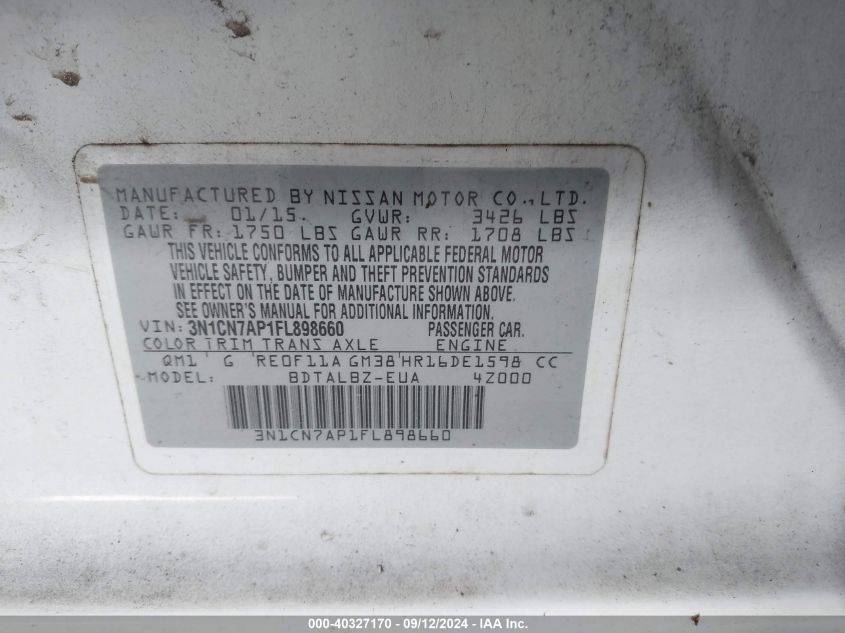 MANUFACTURED BY NISSAN MOTOR CO., LTD.
DATE: 01/15. GVWR: 3426 LBS
GAWR FR: 1750 LBS GAWR RR: 1708 LBS
THIS VEHICLE CONFORMS TO ALL APPLICABLE FEDERAL MOTOR
VEHICLE SAFETY, BUMPER AND THEFT PREVENTION STANDARDS
IN EFFECT ON THE DATE OF MANUFACTURE SHOWN ABOVE.
SEE OWNER'S MANUAL FOR ADDITIONAL INFORMATION.
VIN: 3N1CN7AP1FL898660 PASSENGER CAR.
COLOR TRIM TRANS AXLE ENGINE
QM1 G RE0F11A GM38 HR16DE1598 CC
MODEL: BDTALBZ-EUA 4Z000
3N1CN7AP1FL898660
000-40327170 - 09/12/2024 - IAA Inc.